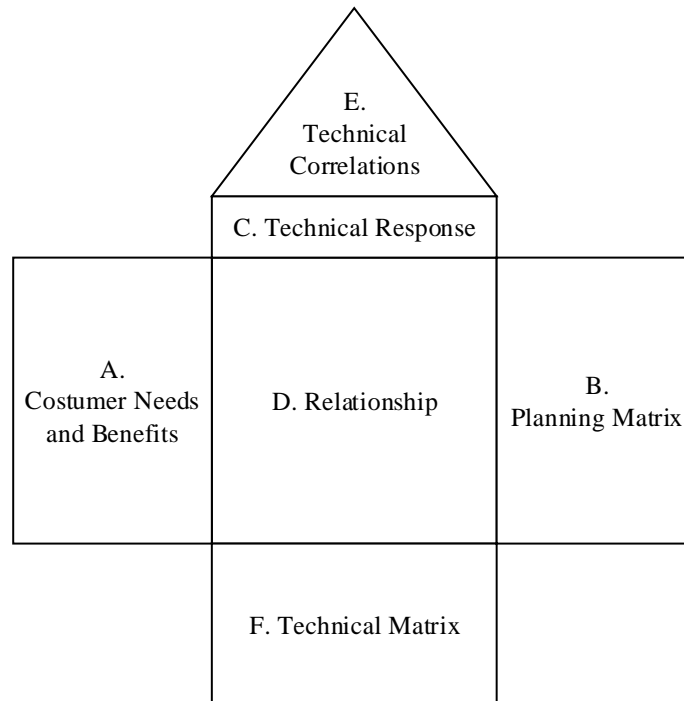 E.
Technical
Correlations
C. Technical Response
A.
Costumer Needs
and Benefits
D. Relationship
B.
Planning Matrix
F. Technical Matrix